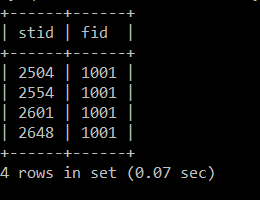 +------+------+
| stid | fid  |
+------+------+
| 2504 | 1001 |
| 2554 | 1001 |
| 2601 | 1001 |
| 2648 | 1001 |
+------+------+
4 rows in set (0.07 sec)